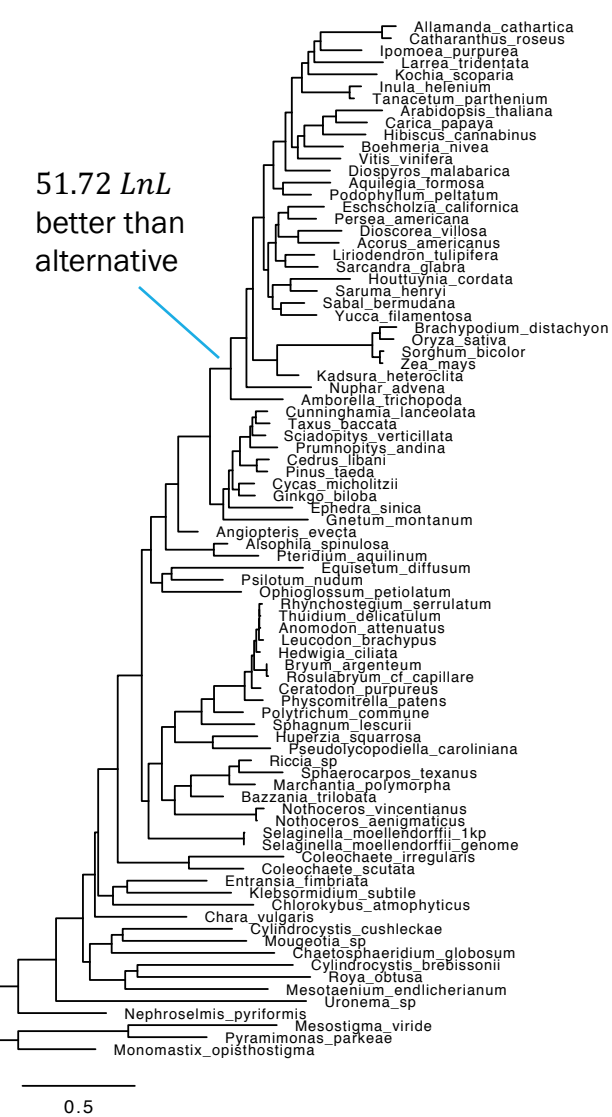 Allamanda_cathartica
Catharanthus_roseus
Ipomoea_purpurea
Larrea_tridentata
Kochia_scoparia
Inula_helenium
Tanacetum_parthenium
Arabidopsis_thaliana
Carica_papaya
Hibiscus_cannabinus
Boehmeria_nivea
Vitis_vinifera
Diospyros_malabarica
Aquilegia_formosa
Podophyllum_peltatum
Eschscholzia_californica
Persea_americana
Dioscorea_villosa
Acorus_americanus
Liriodendron_tulipifera
Sarcandra_glabra
Houttuynia_cordata
Saruma_henryi
Sabal_bermudana
Yucca_filamentosa
Brachypodium_distachyon
Oryza_sativa
Sorghum_bicolor
Zea_mays
Kadsura_heteroclita
Nuphar_advena
Amborella_trichopoda
Cunninghamia_lanceolata
Taxus_baccata
Sciadopitys_verticillata
Prumnopitys_andina
Cedrus_libani
Pinus_taeda
Cycas_micholitzii
Ginkgo_biloba
Ephedra_sinica
Gnetum_montanum
Angiopteris_evecta
Alsophila_spinulosa
Pteridium_aquilinum
Equisetum_diffusum
Psilotum_nudum
Ophioglossum_petiolatum
Rhynchostegium_serrulatum
Thuidium_delicatulum
Anomodon_attenuatus
Leucodon_brachypus
Hedwigia_ciliata
Bryum_argenteum
Rosulabryum_cf_capillare
Ceratodon_purpureus
Physcomitrella_patens
Polytrichum_commune
Sphagnum_lescurii
Huperzia_squarrosa
Pseudolycopodiella_caroliniana
Riccia_sp
Sphaerocarpos_texanus
Marchantia_polymorpha
Bazzania_trilobata
Nothoceros_vincentianus
Nothoceros_aenigmaticus
Selaginella_moellendorffii_1kp
Selaginella_moellendorffii_genome
Coleochaete_irregularis
Coleochaete_scutata
Entransia_fimbriata
Klebsormidium_subtile
Chlorokybus_atmophyticus
Chara_vulgaris
Cylindrocystis_cushleckae
Mougeotia_sp
Chaetosphaeridium_globosum
Cylindrocystis_brebissonii
Roya_obtusa
Mesotaenium_endlicherianum
Uronema_sp
Nephroselmis_pyriformis
Mesostigma_viride
Pyramimonas_parkeae
Monomastix_opisthostigma
51.72 LnL
better than
alternative
0.5